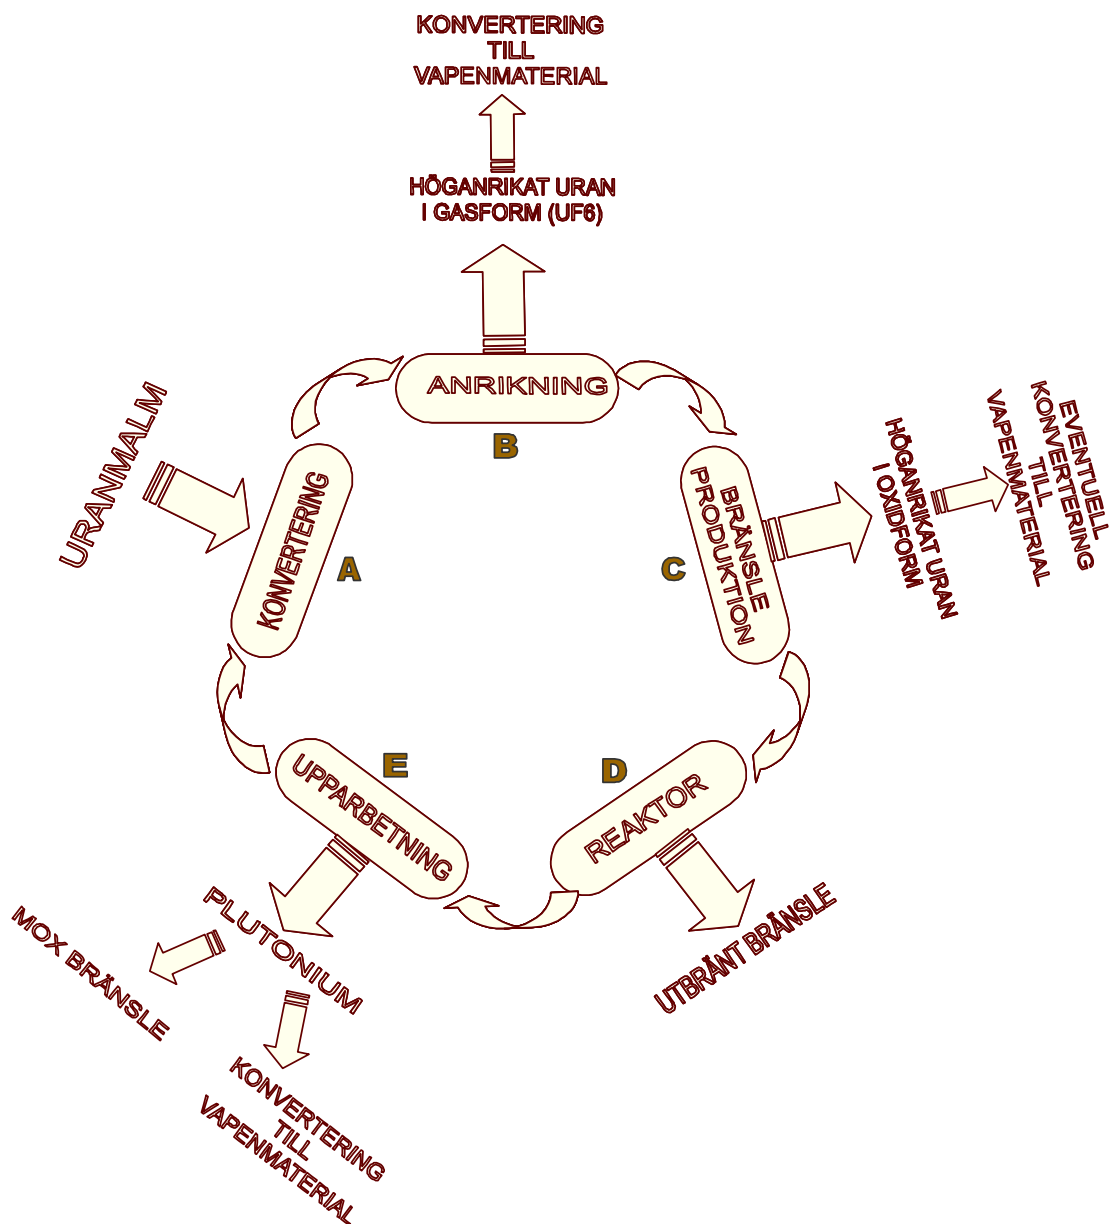 KONVERTERING
TILL
VAPENMATERIAL
HÖGANRIKAT URAN
I GASFORM (UF6)
ANRIKNING
B
URANMALM
KONVERTERING
A
BRÄNSLE
PRODUKTION
C
HÖGANRIKAT URAN
I OXIDFORM
EVENTUELL
KONVERTERING
TILL
VAPENMATERIAL
REAKTOR
D
UTBRÄNT BRÄNSLE
UPPARBETNING
E
PLUTONIUM
MOX BRÄNSLE
KONVERTERING
TILL
VAPENMATERIAL